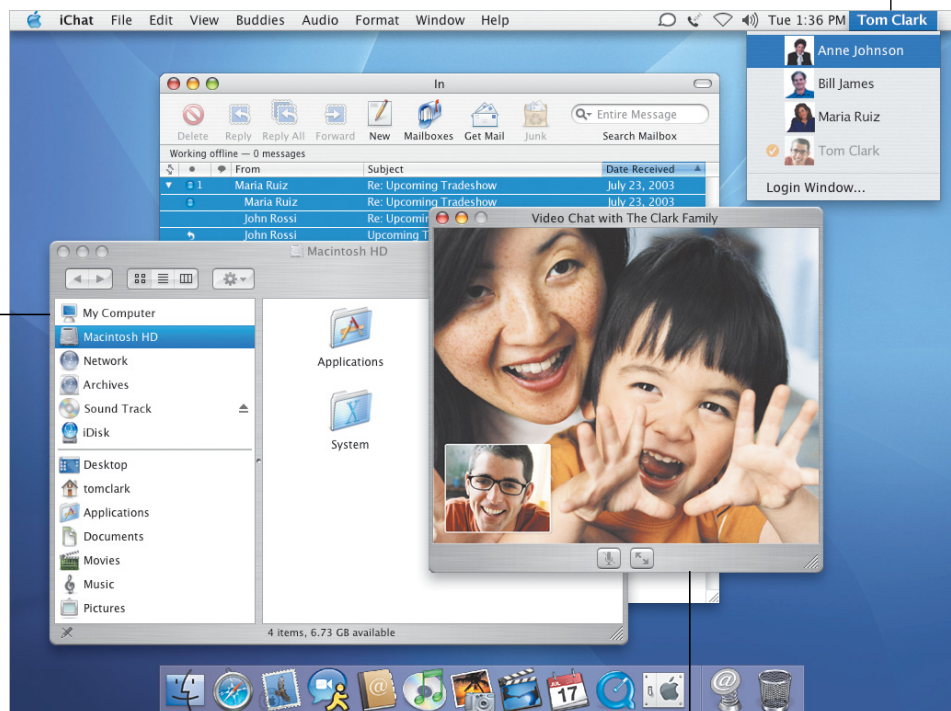 iChat File Edit View Buddies Audio Format Window Help Tue 1:36 PM Tom Clark
Anne Johnson
Bill James
Maria Ruiz
Tom Clark
Login Window...
In
Entire Message
Delete Reply Reply All Forward New Mailboxes Get Mail Junk Search Mailbox
Working offline — 0 messages
From Subject Date Received
1 Maria Ruiz Re: Upcoming Tradeshow July 23, 2003
Maria Ruiz Re: Upcoming Tradeshow July 23, 2003
John Rossi Re: Upcomin
John Rossi Upcoming T
Video Chat with The Clark Family
Macintosh HD
My Computer
Macintosh HD
Network
Archives
Sound Track
iDisk
Desktop
tomclark
Applications
Documents
Movies
Music
Pictures
Applications
System
4 items, 6.73 GB available
JUL
17